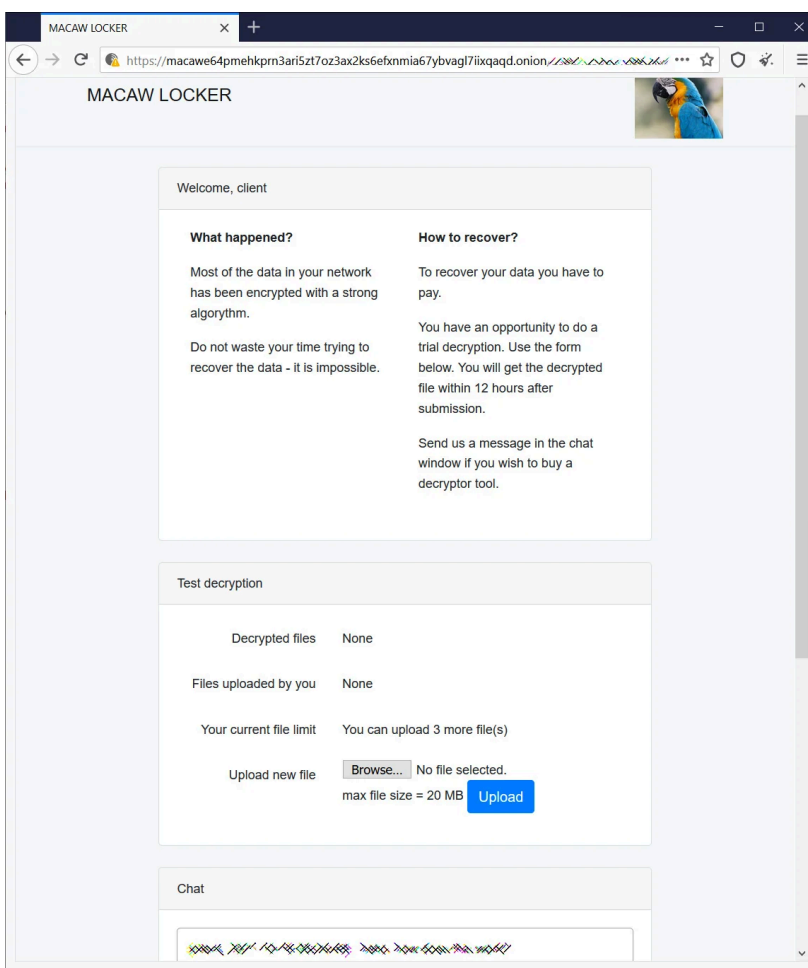 MACAW LOCKER
https://macawe64pmehkprn3ari5zt7oz3ax2ks6efxnmia67ybvagl7iixqaqd.onion/
MACAW LOCKER
Welcome, client
What happened?
Most of the data in your network
has been encrypted with a strong
algorythm.
Do not waste your time trying to
recover the data - it is impossible.
How to recover?
To recover your data you have to
pay.
You have an opportunity to do a
trial decryption. Use the form
below. You will get the decrypted
file within 12 hours after
submission.
Send us a message in the chat
window if you wish to buy a
decryptor tool.
Test decryption
Decrypted files None
Files uploaded by you None
Your current file limit You can upload 3 more file(s)
Upload new file Browse... No file selected.
max file size = 20 MB Upload
Chat